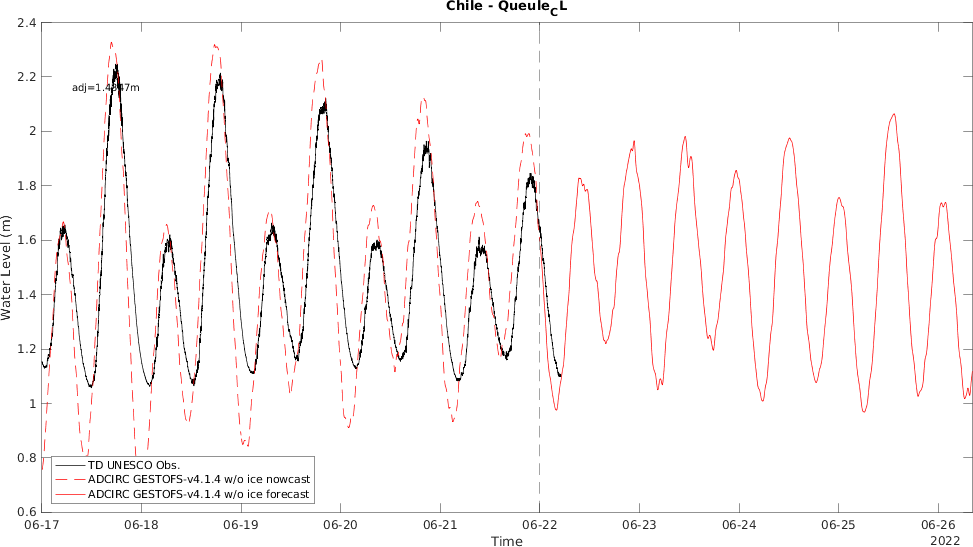 Chile - Queule_CL
2.4
2.2
2
1.8
1.6
1.4
1.2
1
0.8
0.6
Water Level (m)
TD UNESCO Obs.
ADCIRC GESTOFS-v4.1.4 w/o ice nowcast
ADCIRC GESTOFS-v4.1.4 w/o ice forecast
06-17 06-18 06-19 06-20 06-21 06-22 06-23 06-24 06-25 06-26
Time
2022